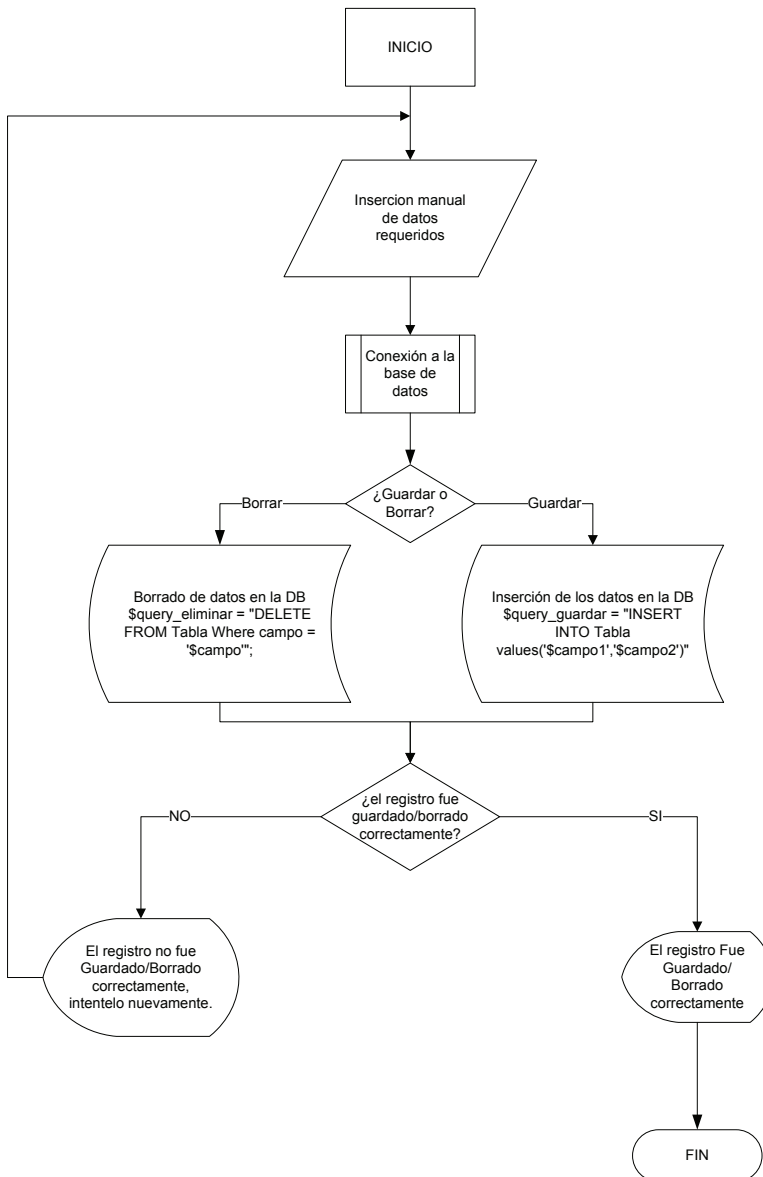 INICIO
Insercion manual
de datos
requeridos
Conexión a la
base de
datos
¿Guardar o
Borrar?
Borrar
Guardar
Borrado de datos en la DB
$query_eliminar = "DELETE
FROM Tabla Where campo =
'$campo'";
Inserción de los datos en la DB
$query_guardar = "INSERT
INTO Tabla
values('$campo1','$campo2')"
¿el registro fue
guardado/borrado
correctamente?
NO
SI
El registro no fue
Guardado/Borrado
correctamente,
intentelo nuevamente.
El registro Fue
Guardado/
Borrado
correctamente
FIN